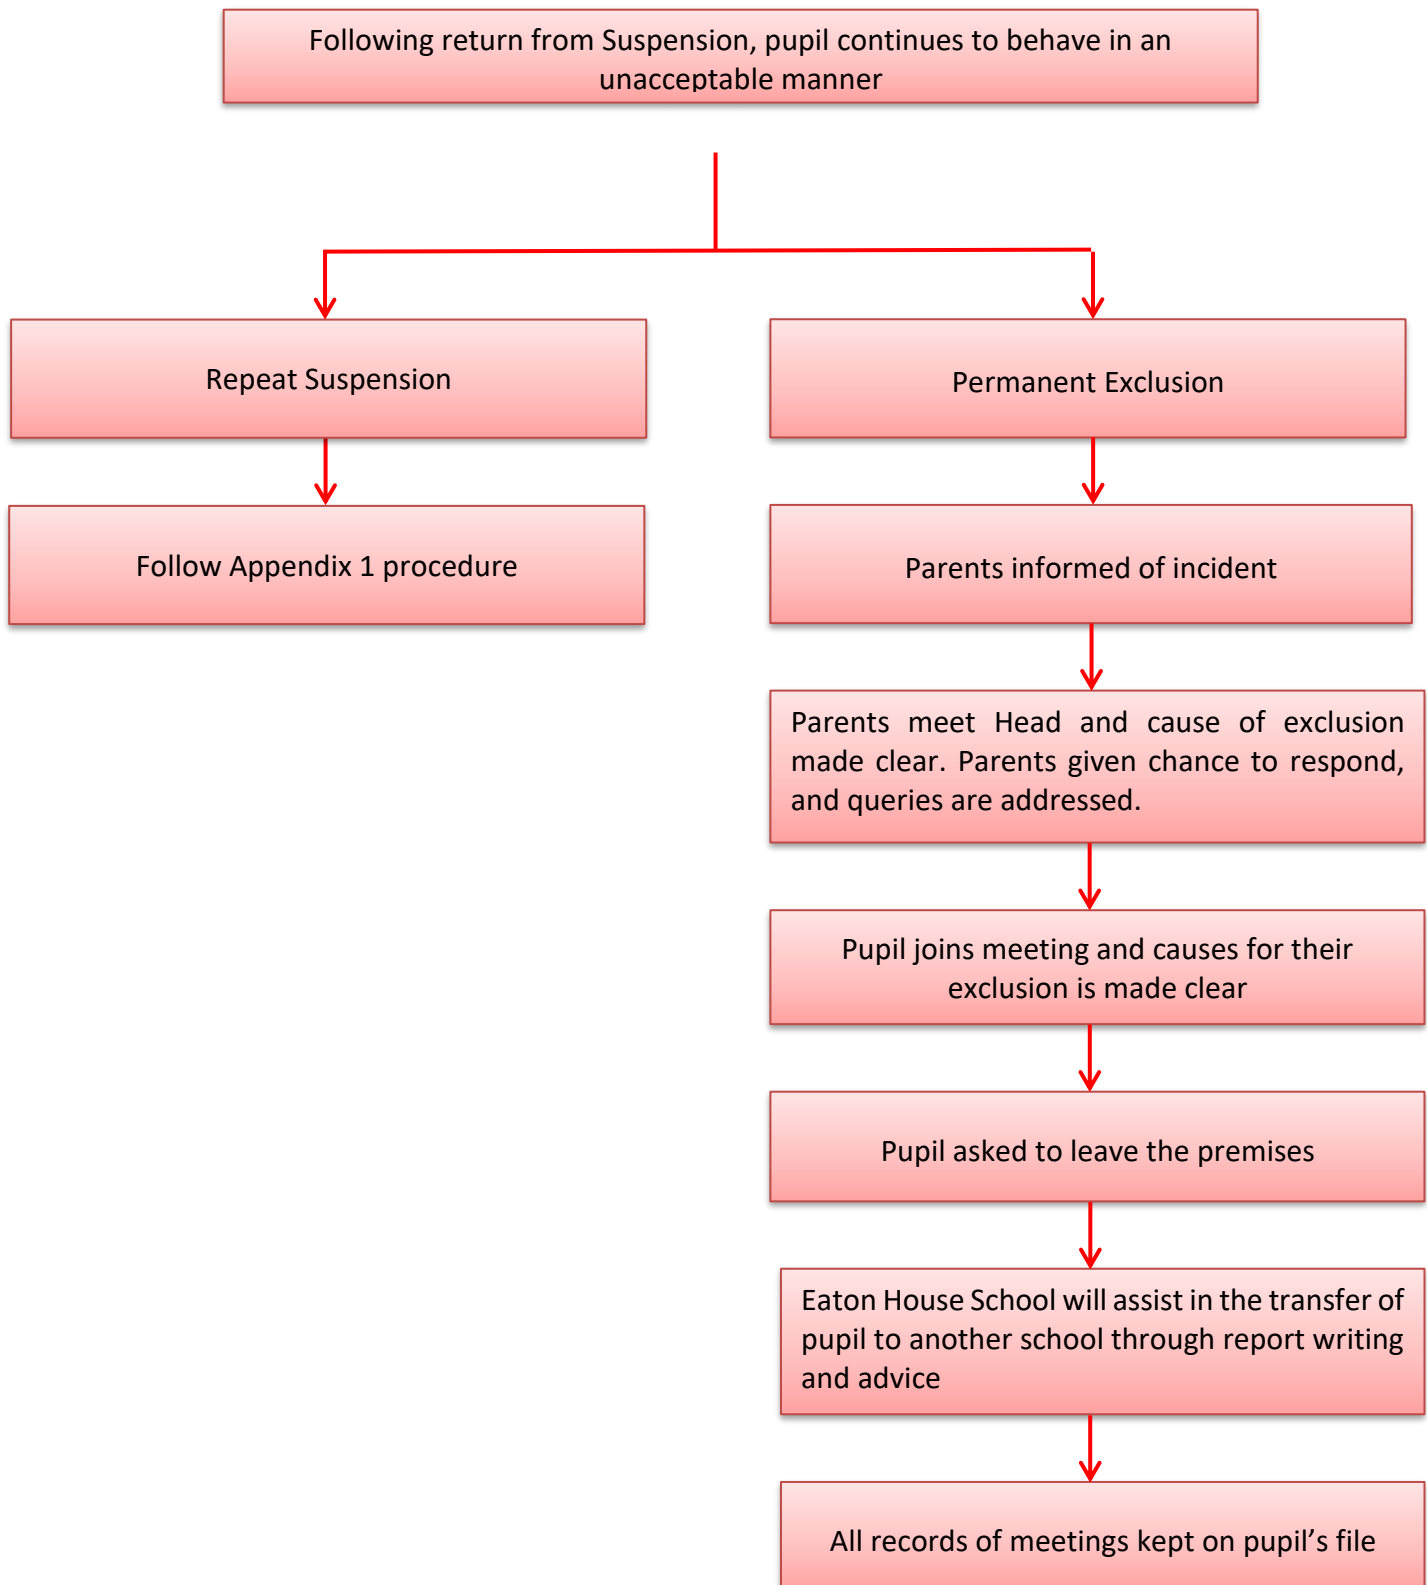 Following return from Suspension, pupil continues to behave in an
unacceptable manner
Repeat Suspension
Permanent Exclusion
Follow Appendix 1 procedure
Parents informed of incident
Parents meet Head and cause of exclusion
made clear. Parents given chance to respond,
and queries are addressed.
Pupil joins meeting and causes for their
exclusion is made clear
Pupil asked to leave the premises
Eaton House School will assist in the transfer of
pupil to another school through report writing
and advice
All records of meetings kept on pupil’s file